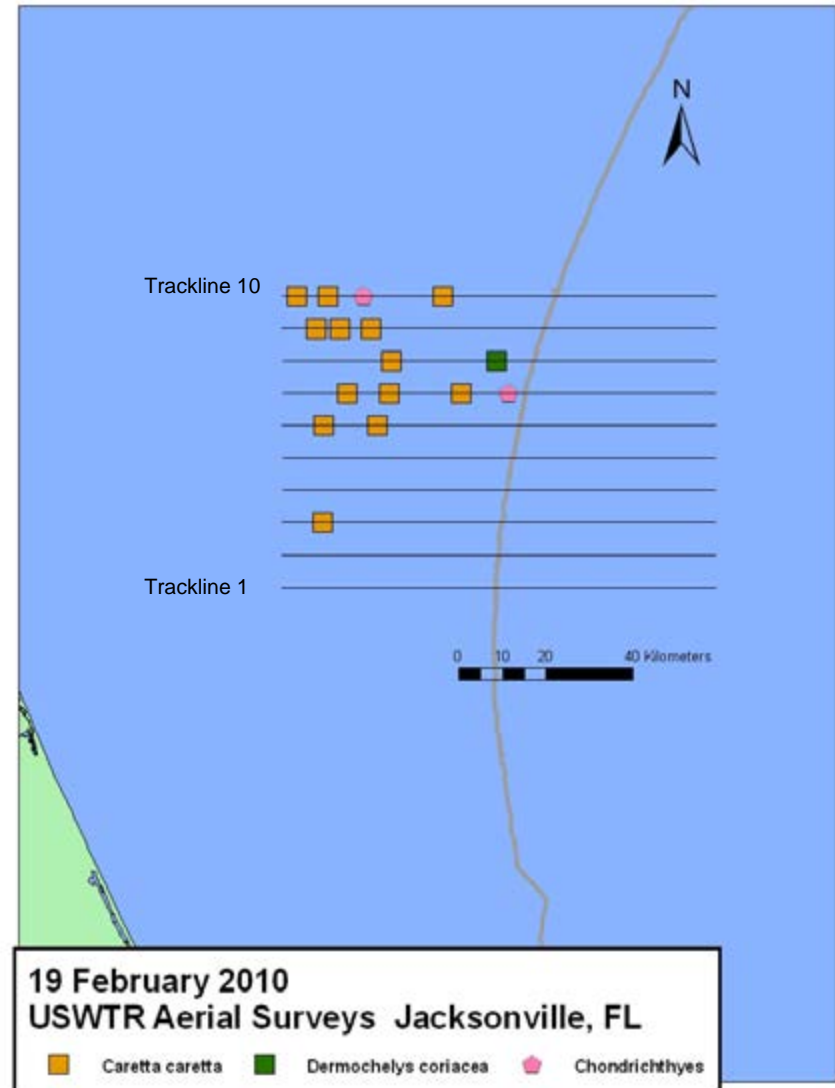 N
Trackline 10
Trackline 1
0 10 20 40 Kilometers
19 February 2010
USWTR Aerial Surveys Jacksonville, FL
Caretta caretta Dermochelys coriacea Chondrichthyes